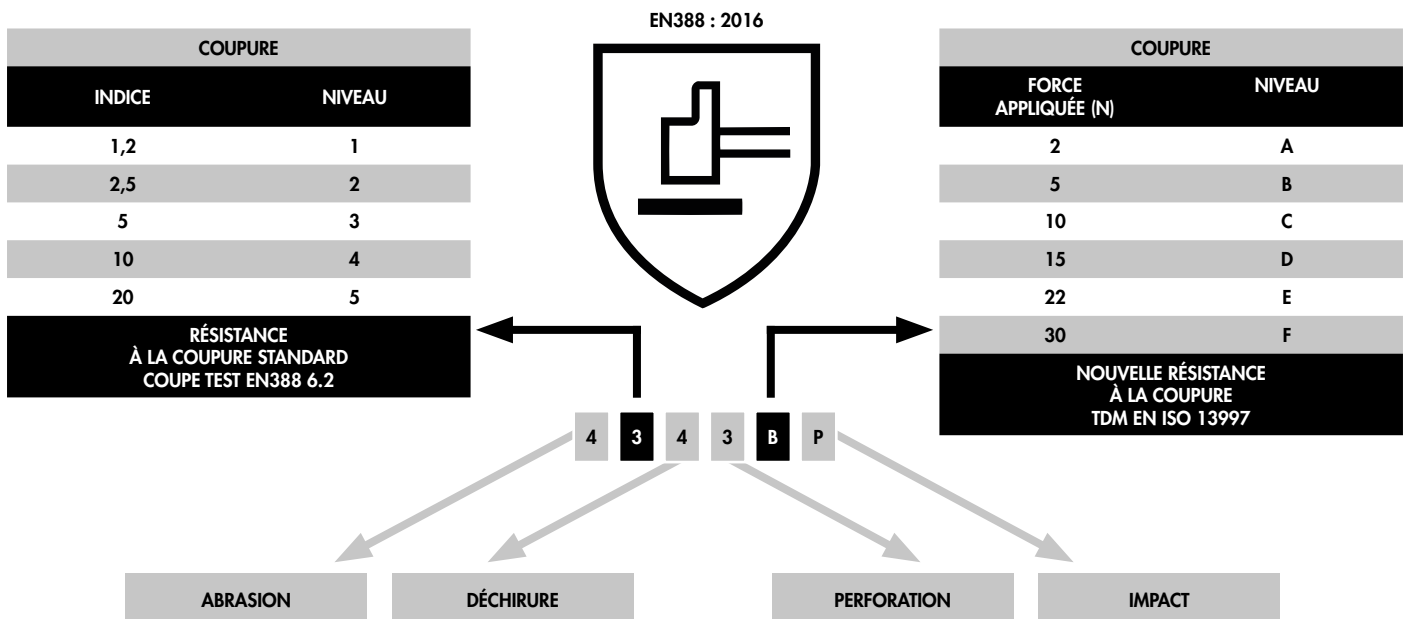 EN388 : 2016
COUPURE
INDICE NIVEAU
1,2 1
2,5 2
5 3
10 4
20 5
RÉSISTANCE
À LA COUPURE STANDARD
COUPE TEST EN388 6.2
COUPURE
FORCE
APPLIQUÉE (N) NIVEAU
2 A
5 B
10 C
15 D
22 E
30 F
NOUVELLE RÉSISTANCE
À LA COUPURE
TDM EN ISO 13997
4 3 4 3 B P
ABRASION DÉCHIRURE PERFORATION IMPACT